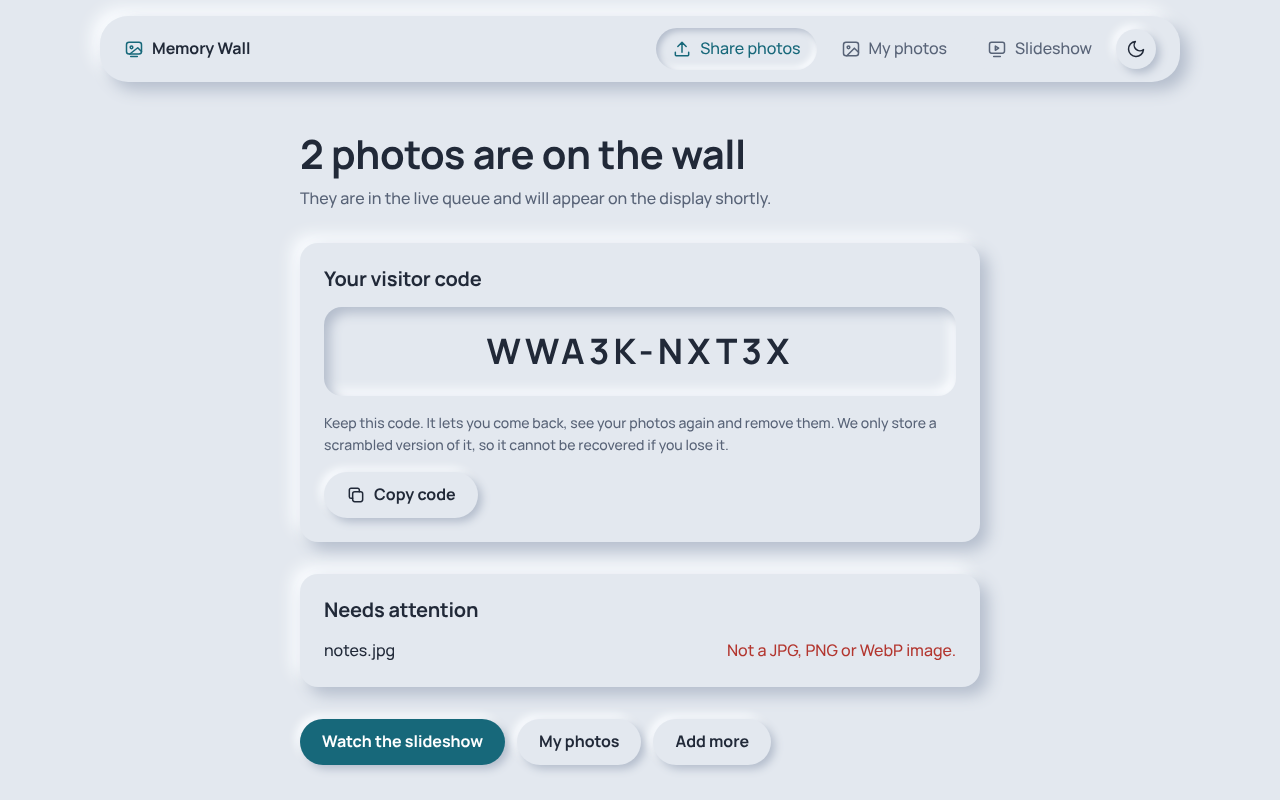 Memory Wall
Share photos
My photos
Slideshow
2 photos are on the wall
They are in the live queue and will appear on the display shortly.
Your visitor code
WWA3K-NXT3X
Keep this code. It lets you come back, see your photos again and remove them. We only store a
scrambled version of it, so it cannot be recovered if you lose it.
Copy code
Needs attention
notes.jpg
Not a JPG, PNG or WebP image.
Watch the slideshow
My photos
Add more